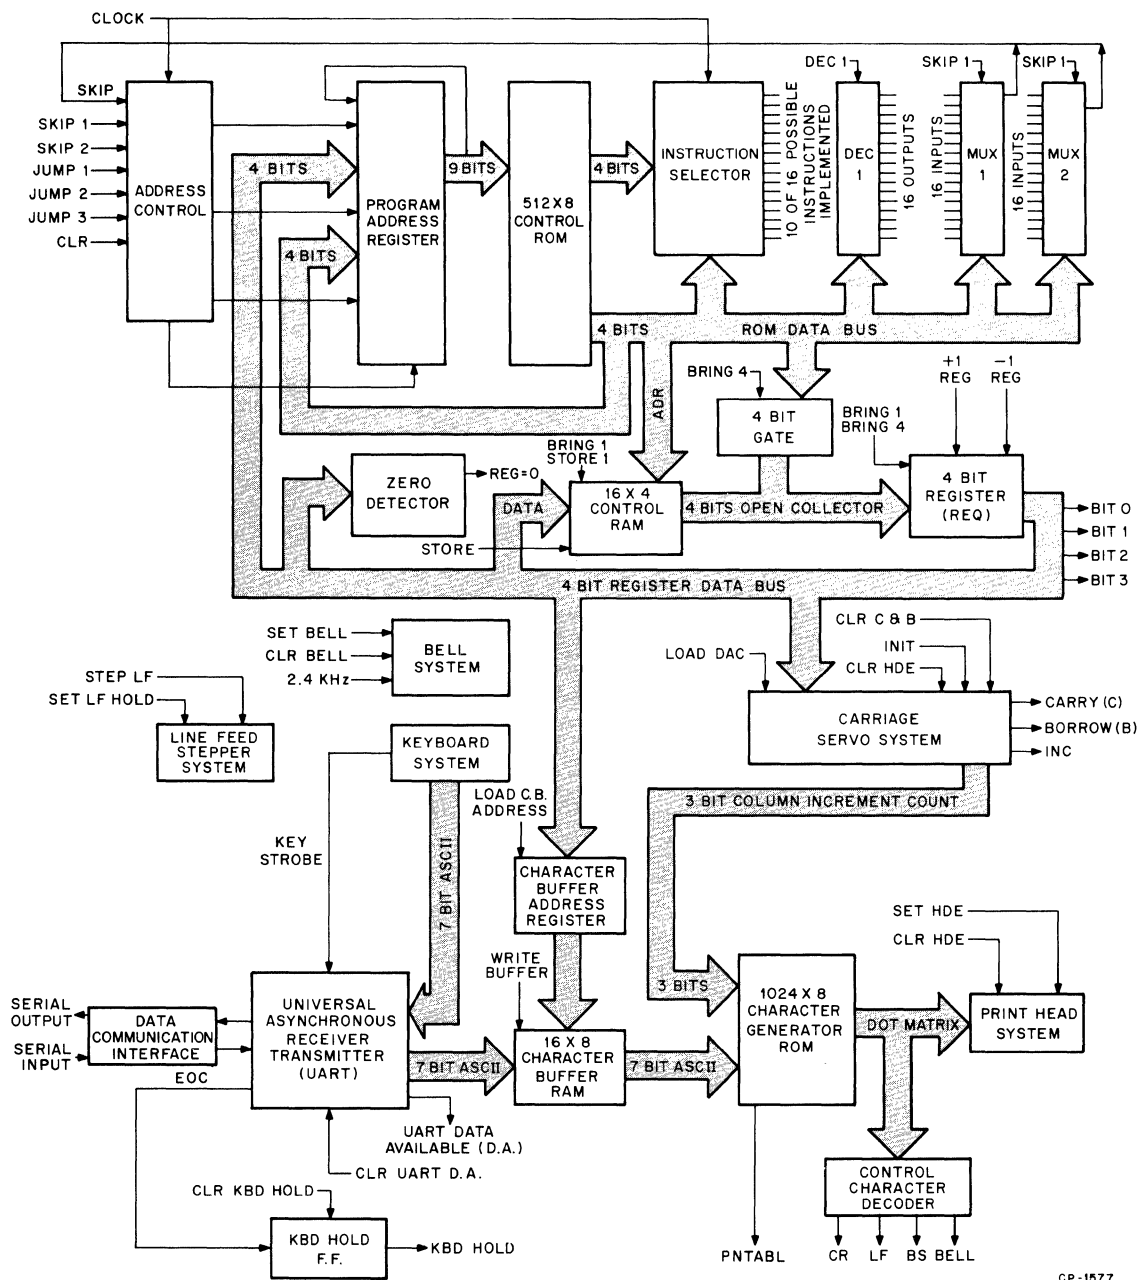 CLOCK
SKIP
SKIP 1
SKIP 2
JUMP 1
JUMP 2
JUMP 3
CLR
ADDRESS
CONTROL
4 BITS
4 BITS
PROGRAM
ADDRESS
REGISTER
9 BITS
512 X 8
CONTROL
ROM
4 BITS
INSTRUCTION
SELECTOR
10 OF 16 POSSIBLE
INSTRUCTIONS
IMPLEMENTED
DEC 1
DEC
1
16 OUTPUTS
SKIP 1
16 INPUTS
MUX
1
SKIP 1
16 INPUTS
MUX
2
4 BITS
ROM DATA BUS
ADR
BRING 4
4 BIT
GATE
+1
REG
-1
REG
BRING 1
BRING 4
4 BIT
REGISTER
(REQ)
BIT 0
BIT 1
BIT 2
BIT 3
ZERO
DETECTOR
REG=0
BRING 1
STORE 1
DATA
16 X 4
CONTROL
RAM
STORE
4 BITS OPEN COLLECTOR
4 BIT REGISTER DATA BUS
SET BELL
CLR BELL
2.4 KHz
BELL
SYSTEM
STEP LF
SET LF HOLD
LINE FEED
STEPPER
SYSTEM
LOAD DAC
CLR C & B
INIT
CLR HDE
CARRIAGE
SERVO SYSTEM
CARRY (C)
BORROW (B)
INC
KEYBOARD
SYSTEM
KEY
STROBE
7 BIT ASCII
LOAD C.B.
ADDRESS
CHARACTER
BUFFER
ADDRESS
REGISTER
3 BIT COLUMN INCREMENT COUNT
3 BITS
WRITE
BUFFER
SERIAL
OUTPUT
SERIAL
INPUT
DATA
COMMUNICATION
INTERFACE
UNIVERSAL
ASYNCHRONOUS
RECEIVER
TRANSMITTER
(UART)
7 BIT ASCII
16 X 8
CHARACTER
BUFFER
RAM
7 BIT ASCII
1024 X 8
CHARACTER
GENERATOR
ROM
DOT MATRIX
SET HDE
CLR HDE
PRINT HEAD
SYSTEM
EOC
UART DATA
AVAILABLE (D.A.)
CLR UART D.A.
CLR KBD HOLD
KBD HOLD
F.F.
KBD HOLD
CONTROL
CHARACTER
DECODER
PNTABL
CR
LF
BS
BELL
CP-1577